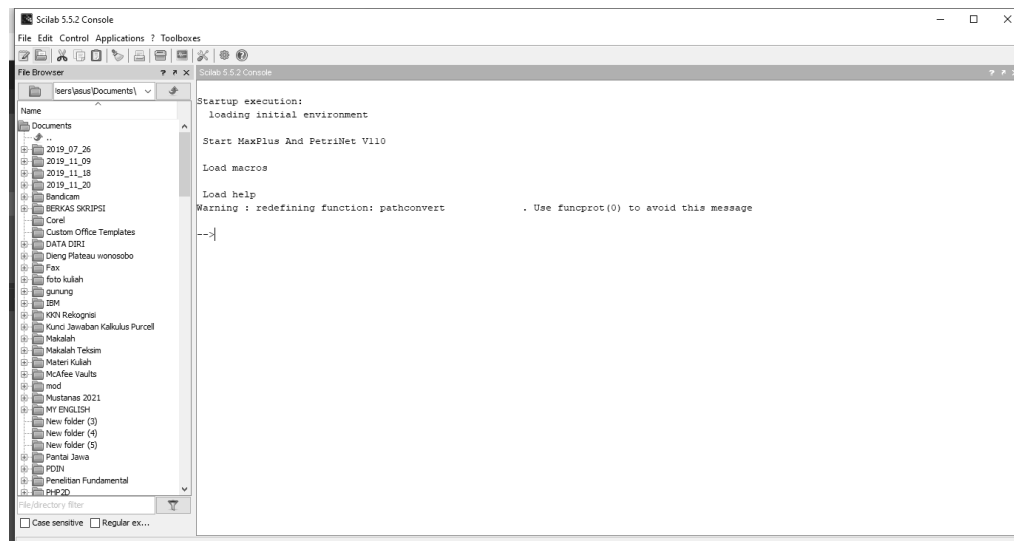 Scilab 5.5.2 Console
File Edit Control Applications ? Toolboxes
File Browser
Scilab 5.5.2 Console
Isers\asus\Documents\
Name
Documents
..
2019_07_26
2019_11_09
2019_11_18
2019_11_20
Bandicam
BERKAS SKRIPSI
Corel
Custom Office Templates
DATA DIRI
Dieng Plateau wonosobo
Fax
foto kuliah
gunung
IBM
KKN Rekognisi
Kunci Jawaban Kalkulus Purcell
Makalah
Makalah Teksim
Materi Kuliah
McAfee Vaults
mod
Mustanas 2021
MY ENGLISH
New folder (3)
New folder (4)
New folder (5)
Pantai Jawa
PDIN
Penelitian Fundamental
PHP2D
File/directory filter
Case sensitive Regular ex...
Startup execution:
loading initial environment
Start MaxPlus And PetriNet V110
Load macros
Load help
Warning : redefining function: pathconvert . Use funcprot(0) to avoid this message
-->